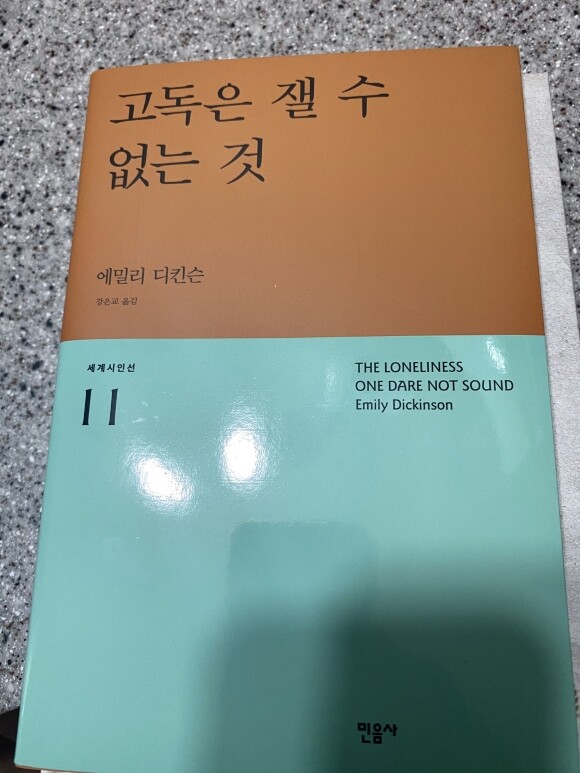 고독은 잴 수
없는 것
에밀리 디킨슨
강은교 옮김
세계시인선
11
THE LONELINESS
ONE DARE NOT SOUND
Emily Dickinson
민음사